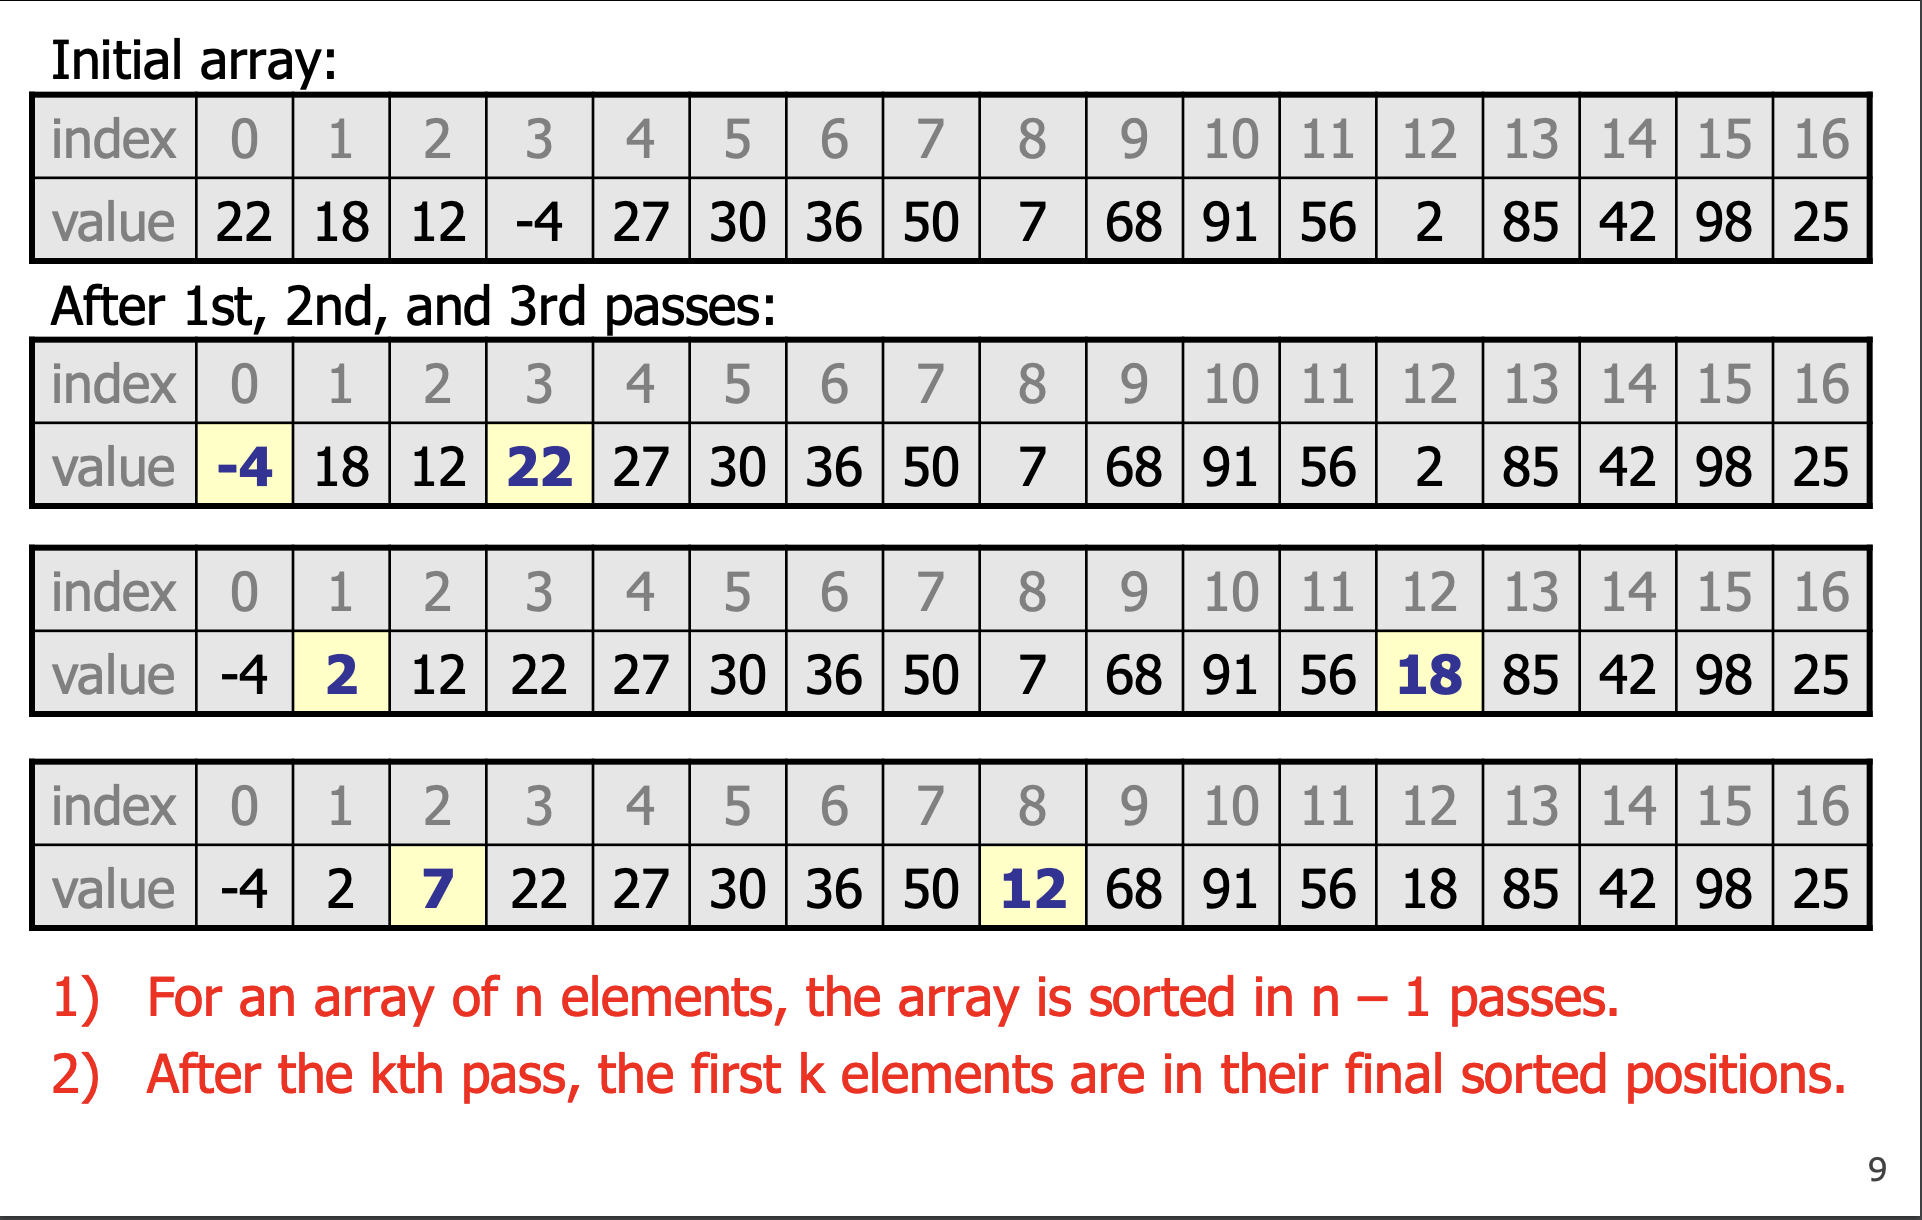 Initial array:
index 0 1 2 3 4 5 6 7 8 9 10 11 12 13 14 15 16
value 22 18 12 -4 27 30 36 50 7 68 91 56 2 85 42 98 25
After 1st, 2nd, and 3rd passes:
index 0 1 2 3 4 5 6 7 8 9 10 11 12 13 14 15 16
value -4 18 12 22 27 30 36 50 7 68 91 56 2 85 42 98 25
index 0 1 2 3 4 5 6 7 8 9 10 11 12 13 14 15 16
value -4 2 12 22 27 30 36 50 7 68 91 56 18 85 42 98 25
index 0 1 2 3 4 5 6 7 8 9 10 11 12 13 14 15 16
value -4 2 7 22 27 30 36 50 12 68 91 56 18 85 42 98 25
1) For an array of n elements, the array is sorted in n – 1 passes.
2) After the kth pass, the first k elements are in their final sorted positions.
9